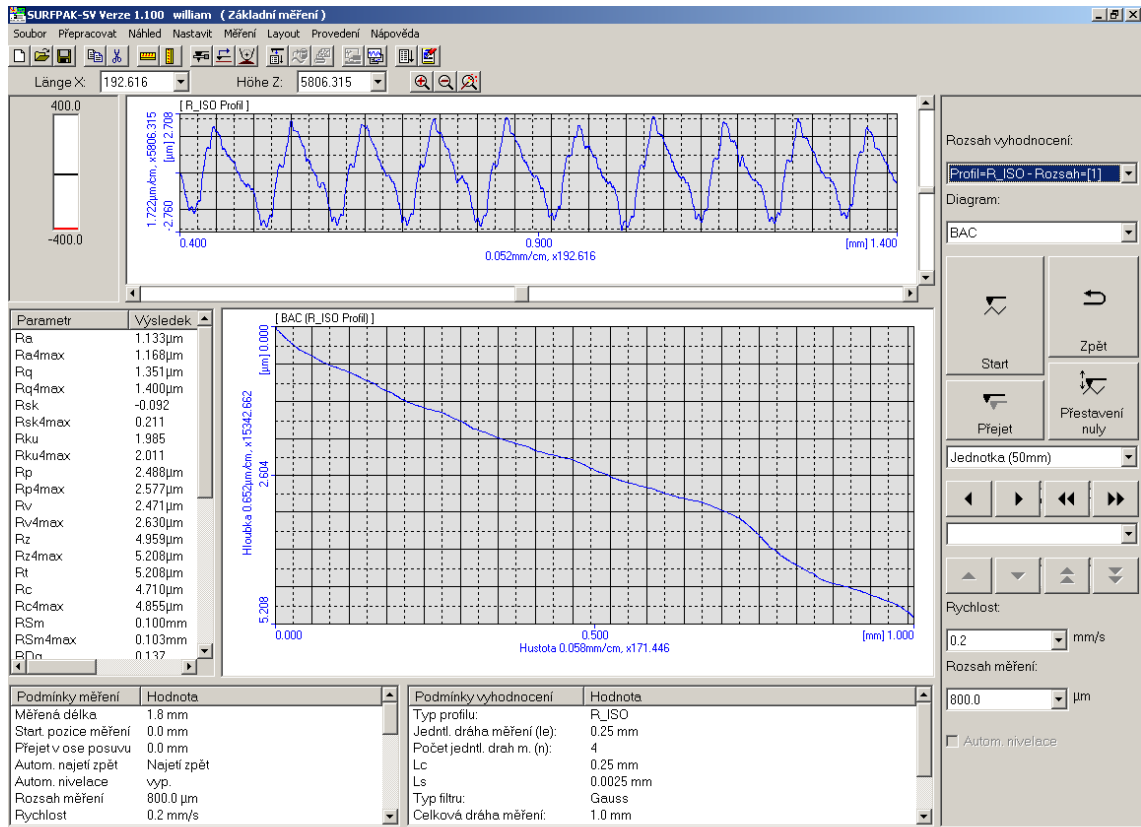 SURFPAK-SV Verze 1.100 william ( Základní měření )
Soubor Přepracovat Náhled Nastavit Měření Layout Provedení Nápověda
Länge X: 192.616 Höhe Z: 5806.315
400.0
-400.0
[ R_ISO Profil ]
1.722µm/cm, x5806.315
-2.760 [µm] 2.708
0.400 0.900 [mm] 1.400
0.052mm/cm, x192.616
Parametr Výsledek
Ra 1.133µm
Ra4max 1.168µm
Rq 1.351µm
Rq4max 1.400µm
Rsk -0.092
Rsk4max 0.211
Rku 1.985
Rku4max 2.011
Rp 2.488µm
Rp4max 2.577µm
Rv 2.471µm
Rv4max 2.630µm
Rz 4.959µm
Rz4max 5.208µm
Rt 5.208µm
Rc 4.710µm
Rc4max 4.855µm
RSm 0.100mm
RSm4max 0.103mm
RDq 0.137
[ BAC (R_ISO Profil) ]
Hloubka 0.652µm/cm, x15342.662
5.208 2.604 [µm] 0.000
0.000 0.500 [mm] 1.000
Hustota 0.058mm/cm, x171.446
Rozsah vyhodnocení:
Profil=R_ISO - Rozsah=[1]
Diagram:
BAC
Start
Zpět
Přejet
Přestavení
nuly
Jednotka (50mm)
Rychlost:
0.2 mm/s
Rozsah měření:
800.0 µm
Autom. nivelace
Podmínky měření Hodnota
Měřená délka 1.8 mm
Start. pozice měření 0.0 mm
Přejet v ose posuvu 0.0 mm
Autom. najetí zpět Najetí zpět
Autom. nivelace vyp.
Rozsah měření 800.0 µm
Rychlost 0.2 mm/s
Podmínky vyhodnocení Hodnota
Typ profilu: R_ISO
Jedntl. dráha měření (le): 0.25 mm
Počet jedntl. drah m. (n): 4
Lc 0.25 mm
Ls 0.0025 mm
Typ filtru: Gauss
Celková dráha měření: 1.0 mm